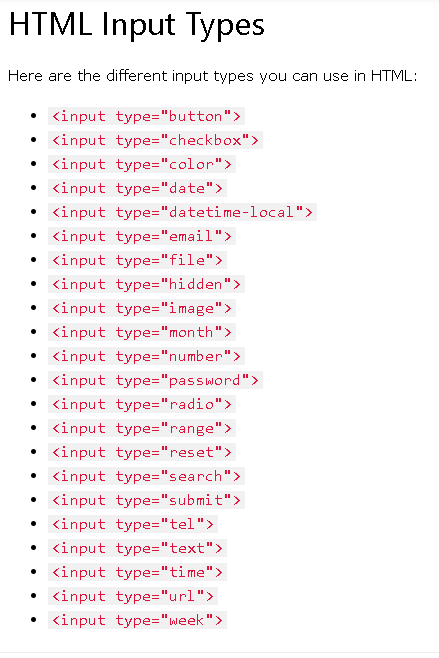 HTML Input Types
Here are the different input types you can use in HTML:
• <input type="button">
• <input type="checkbox">
• <input type="color">
• <input type="date">
• <input type="datetime-local">
• <input type="email">
• <input type="file">
• <input type="hidden">
• <input type="image">
• <input type="month">
• <input type="number">
• <input type="password">
• <input type="radio">
• <input type="range">
• <input type="reset">
• <input type="search">
• <input type="submit">
• <input type="tel">
• <input type="text">
• <input type="time">
• <input type="url">
• <input type="week">